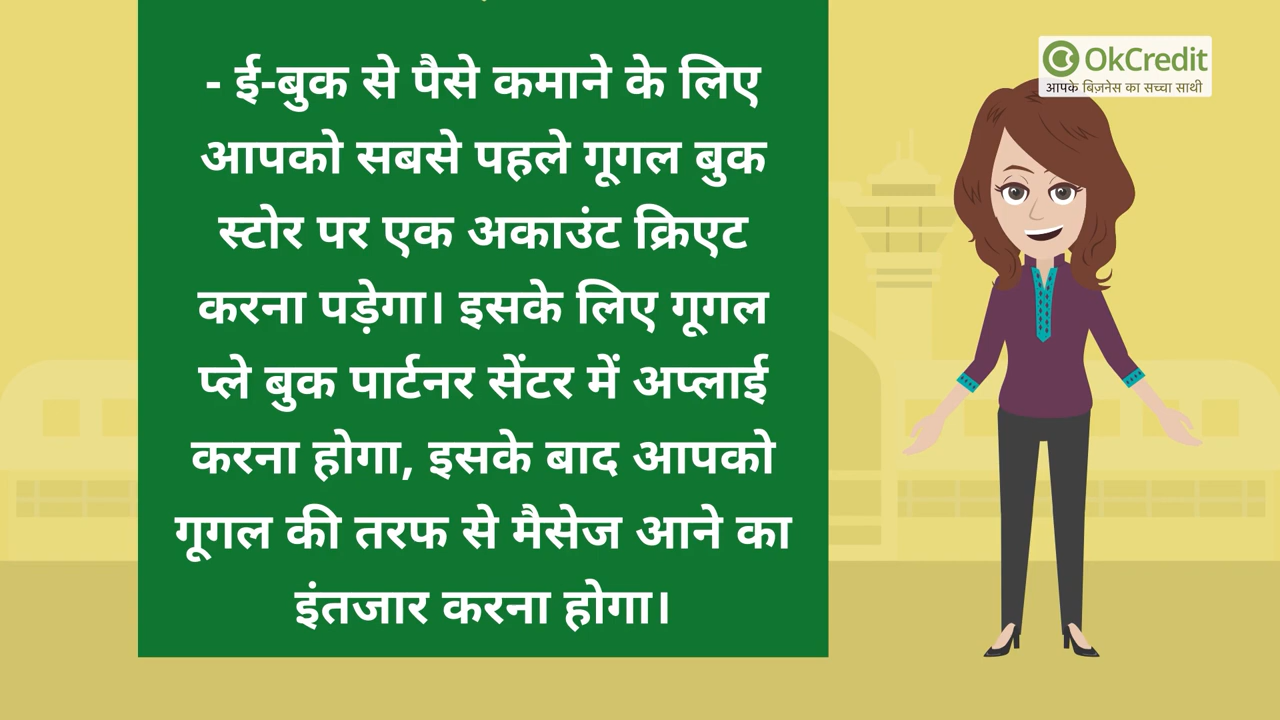 OkCredit
आपके बिज़नेस का सच्चा साथी
- ई-बुक से पैसे कमाने के लिए
आपको सबसे पहले गूगल बुक
स्टोर पर एक अकाउंट क्रिएट
करना पड़ेगा। इसके लिए गूगल
प्ले बुक पार्टनर सेंटर में अप्लाई
करना होगा, इसके बाद आपको
गूगल की तरफ से मैसेज आने का
इंतजार करना होगा।